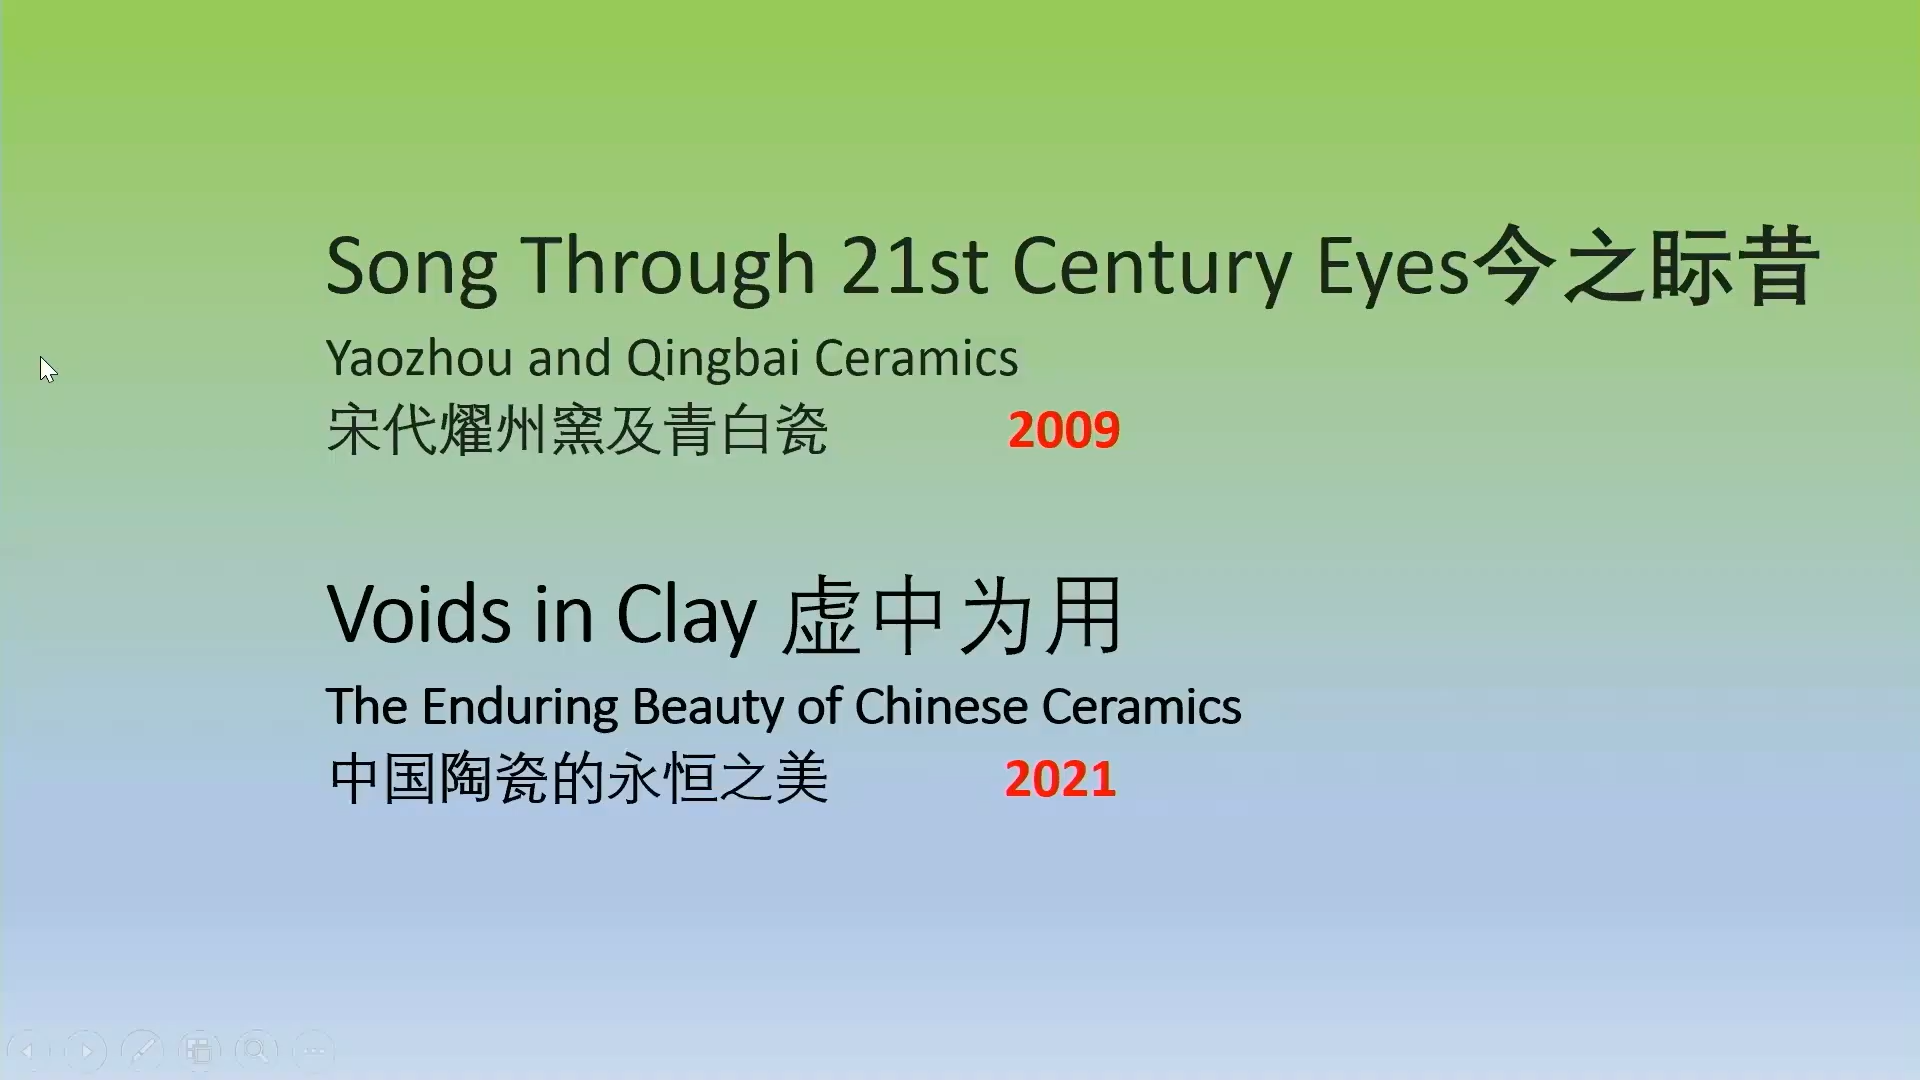 Song Through 21st Century Eyes今之眎昔
Yaozhou and Qingbai Ceramics
宋代燿州窯及青白瓷 2009
Voids in Clay 虚中为用
The Enduring Beauty of Chinese Ceramics
中国陶瓷的永恒之美 2021